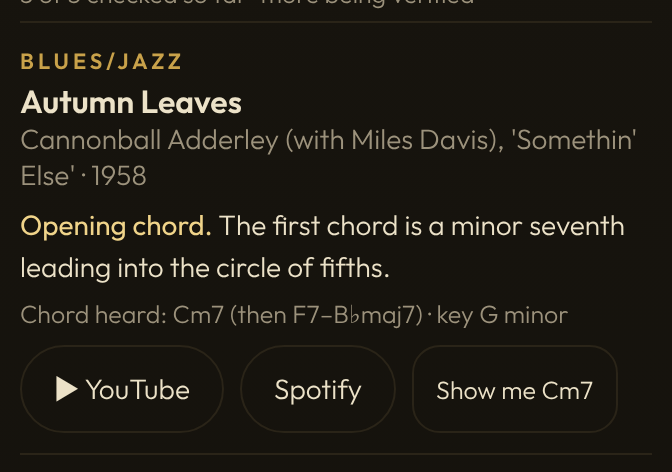 BLUES/JAZZ
Autumn Leaves
Cannonball Adderley (with Miles Davis), 'Somethin'
Else' · 1958
Opening chord. The first chord is a minor seventh
leading into the circle of fifths.
Chord heard: Cm7 (then F7–B♭maj7) · key G minor
▶ YouTube
Spotify
Show me Cm7